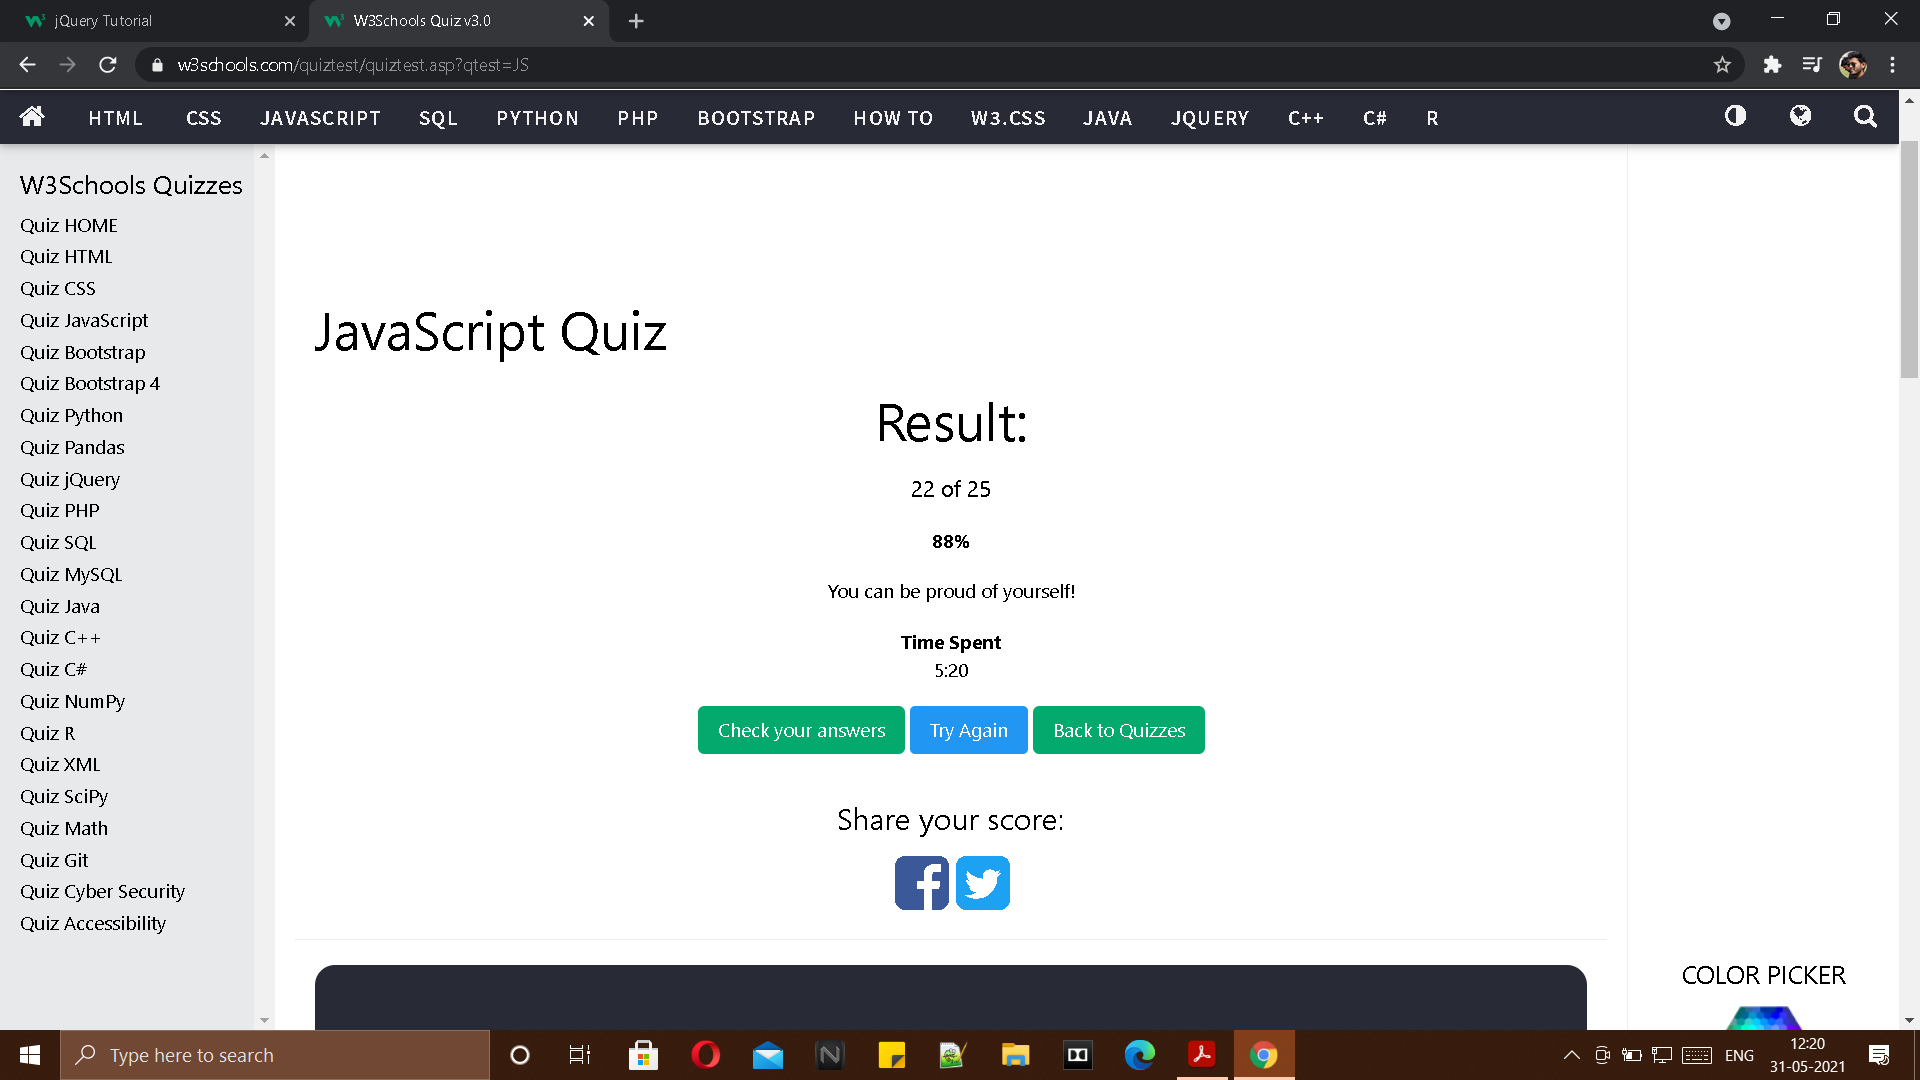 jQuery Tutorial
W3Schools Quiz v3.0
w3schools.com/quiztest/quiztest.asp?qtest=JS
HTML CSS JAVASCRIPT SQL PYTHON PHP BOOTSTRAP HOW TO W3.CSS JAVA JQUERY C++ C# R
W3Schools Quizzes
Quiz HOME
Quiz HTML
Quiz CSS
Quiz JavaScript
Quiz Bootstrap
Quiz Bootstrap 4
Quiz Python
Quiz Pandas
Quiz jQuery
Quiz PHP
Quiz SQL
Quiz MySQL
Quiz Java
Quiz C++
Quiz C#
Quiz NumPy
Quiz R
Quiz XML
Quiz SciPy
Quiz Math
Quiz Git
Quiz Cyber Security
Quiz Accessibility
JavaScript Quiz
Result:
22 of 25
88%
You can be proud of yourself!
Time Spent
5:20
Check your answers Try Again Back to Quizzes
Share your score:
COLOR PICKER
Type here to search
ENG
12:20
31-05-2021